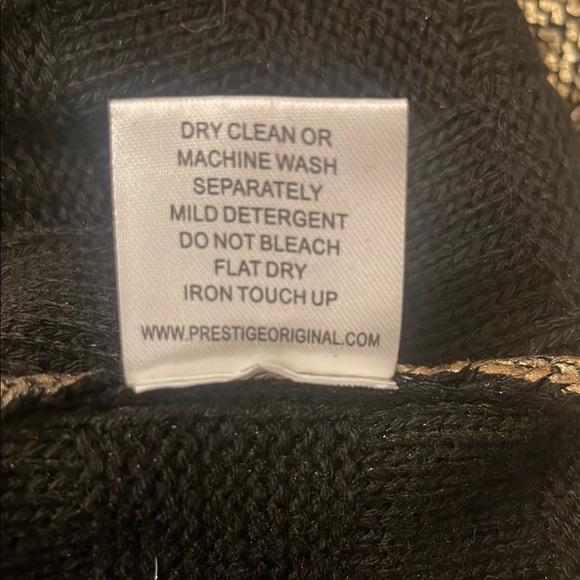 DRY CLEAN OR
MACHINE WASH
SEPARATELY
MILD DETERGENT
DO NOT BLEACH
FLAT DRY
IRON TOUCH UP
WWW.PRESTIGEORIGINAL.COM